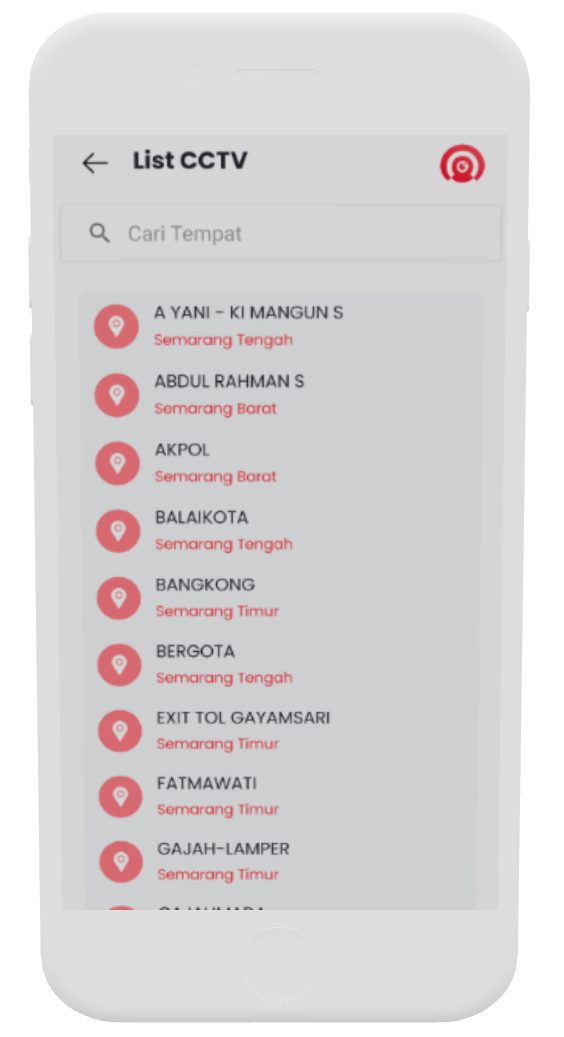 List CCTV
Cari Tempat
A YANI - KI MANGUN S
Semarang Tengah
ABDUL RAHMAN S
Semarang Barat
AKPOL
Semarang Barat
BALAIKOTA
Semarang Tengah
BANGKONG
Semarang Timur
BERGOTA
Semarang Tengah
EXIT TOL GAYAMSARI
Semarang Timur
FATMAWATI
Semarang Timur
GAJAH-LAMPER
Semarang Timur